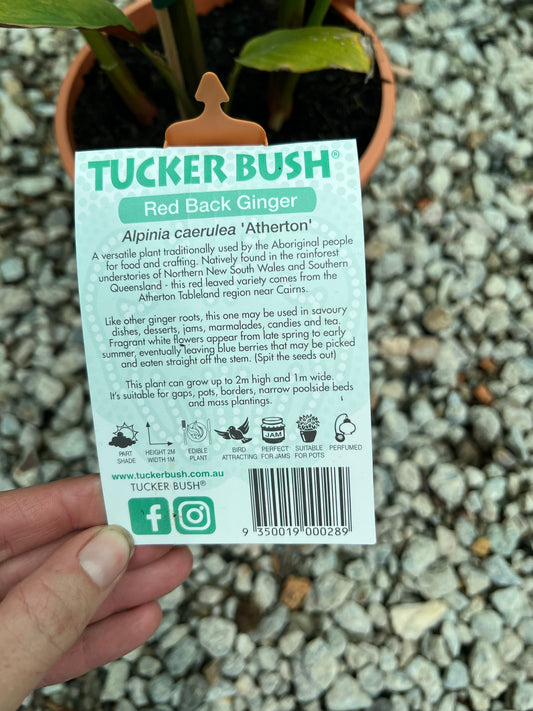 TUCKER BUSH®
Red Back Ginger
Alpinia caerulea 'Atherton'
A versatile plant traditionally used by the Aboriginal people
for food and crafting. Natively found in the rainforest
understories of Northern New South Wales and Southern
Queensland - this red leaved variety comes from the
Atherton Tableland region near Cairns.
Like other ginger roots, this one may be used in savoury
dishes, desserts, jams, marmalades, candies and tea.
Fragrant white flowers appear from late spring to early
summer, eventually leaving blue berries that may be picked
and eaten straight off the stem. (Spit the seeds out)
This plant can grow up to 2m high and 1m wide.
It's suitable for gaps, pots, borders, narrow poolside beds
and mass plantings.
JAM
PART SHADE
HEIGHT 2M WIDTH 1M
EDIBLE PLANT
BIRD ATTRACTING
PERFECT FOR JAMS
SUITABLE FOR POTS
PERFUMED
www.tuckerbush.com.au
TUCKER BUSH®
f
9 350019 000289